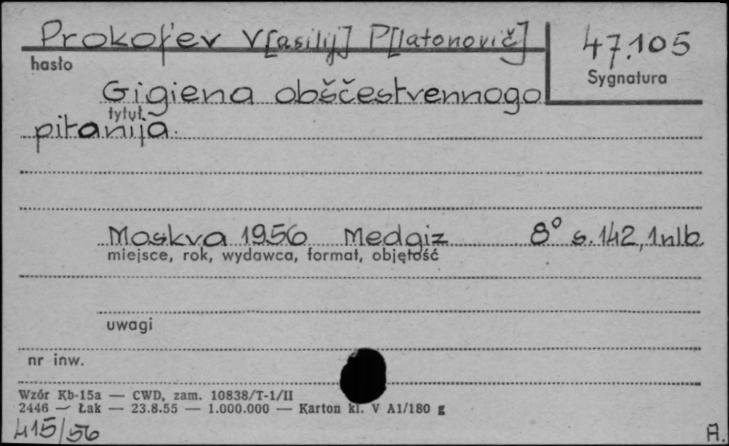 Prokof'ev V[asilij] P[latonovič]
47.105
hasło
Sygnatura
Gigiena obščestvennogo
tytuł
pitanija.
Moskva 1956 Medgiz 8° s. 142, 1 nlb.
miejsce, rok, wydawca, format, objętość
uwagi
nr inw.
Wzór Kb-15a — CWD, zam. 10838/T-1/II
2446 — Łak — 23.8.55 — 1.000.000 — Karton kl. V A1/180 g
415/56
A.